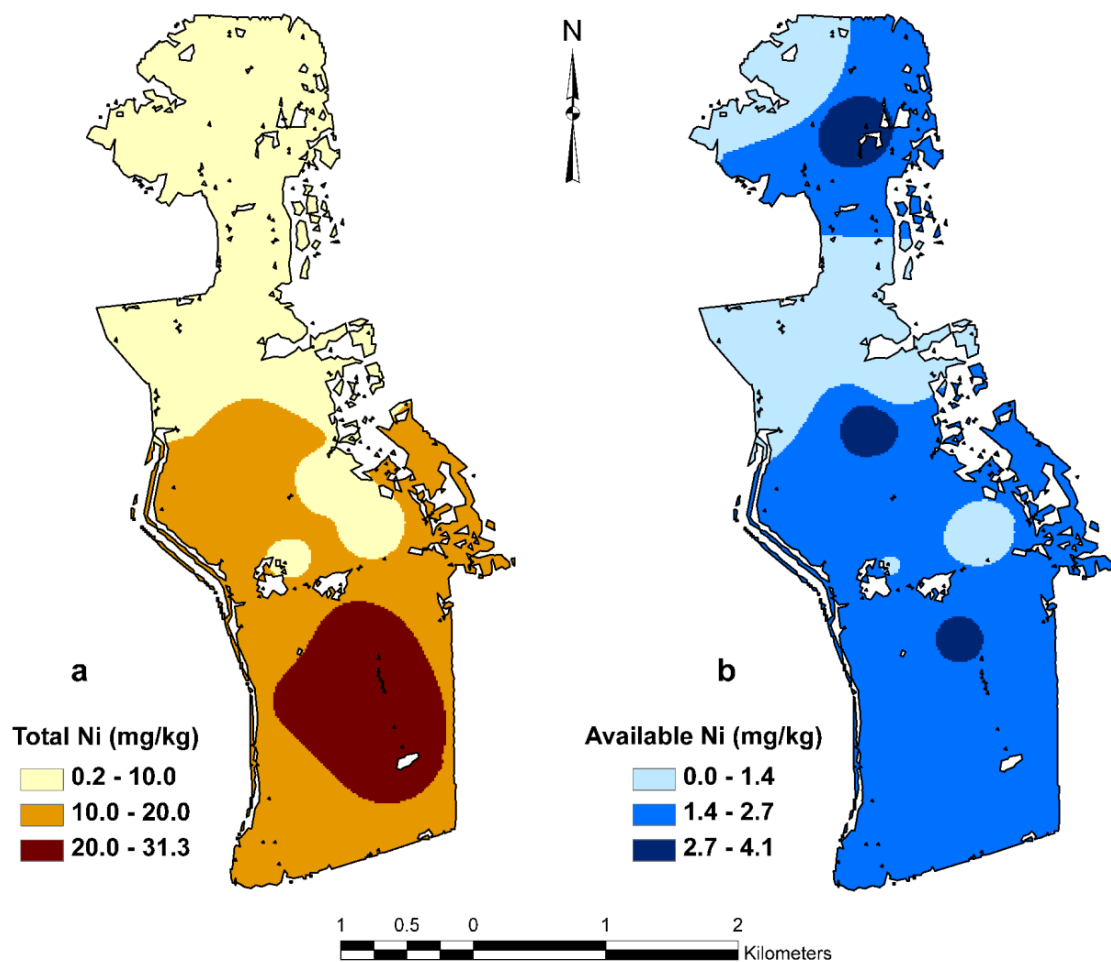 N
a
b
Total Ni (mg/kg)
0.2 - 10.0
10.0 - 20.0
20.0 - 31.3
Available Ni (mg/kg)
0.0 - 1.4
1.4 - 2.7
2.7 - 4.1
1 0.5 0 1 2
Kilometers